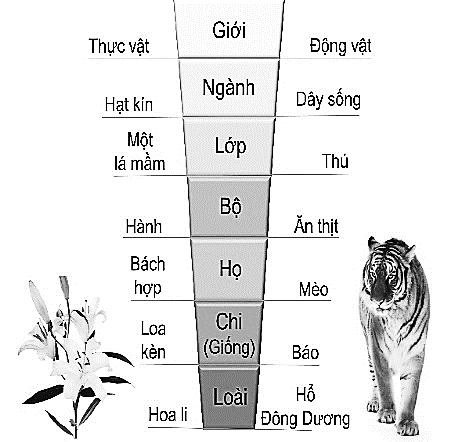 Giới
Thực vật
Động vật
Ngành
Hạt kín
Dây sống
Lớp
Một
lá mầm
Thú
Bộ
Hành
Ăn thịt
Họ
Bách
hợp
Mèo
Chi
(Giống)
Loa
kèn
Báo
Loài
Hoa li
Hổ
Đông Dương